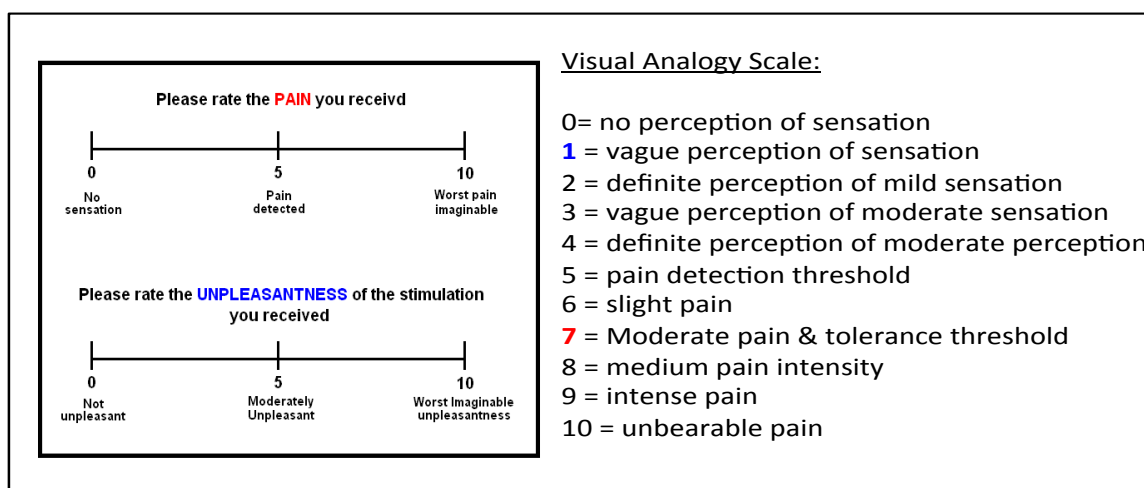 Please rate the PAIN you receivd
0 5 10
No sensation
Pain detected
Worst pain imaginable
Please rate the UNPLEASANTNESS of the stimulation
you received
0 5 10
Not unpleasant
Moderately Unpleasant
Worst Imaginable unpleasantness
Visual Analogy Scale:
0= no perception of sensation
1 = vague perception of sensation
2 = definite perception of mild sensation
3 = vague perception of moderate sensation
4 = definite perception of moderate perception
5 = pain detection threshold
6 = slight pain
7 = Moderate pain & tolerance threshold
8 = medium pain intensity
9 = intense pain
10 = unbearable pain